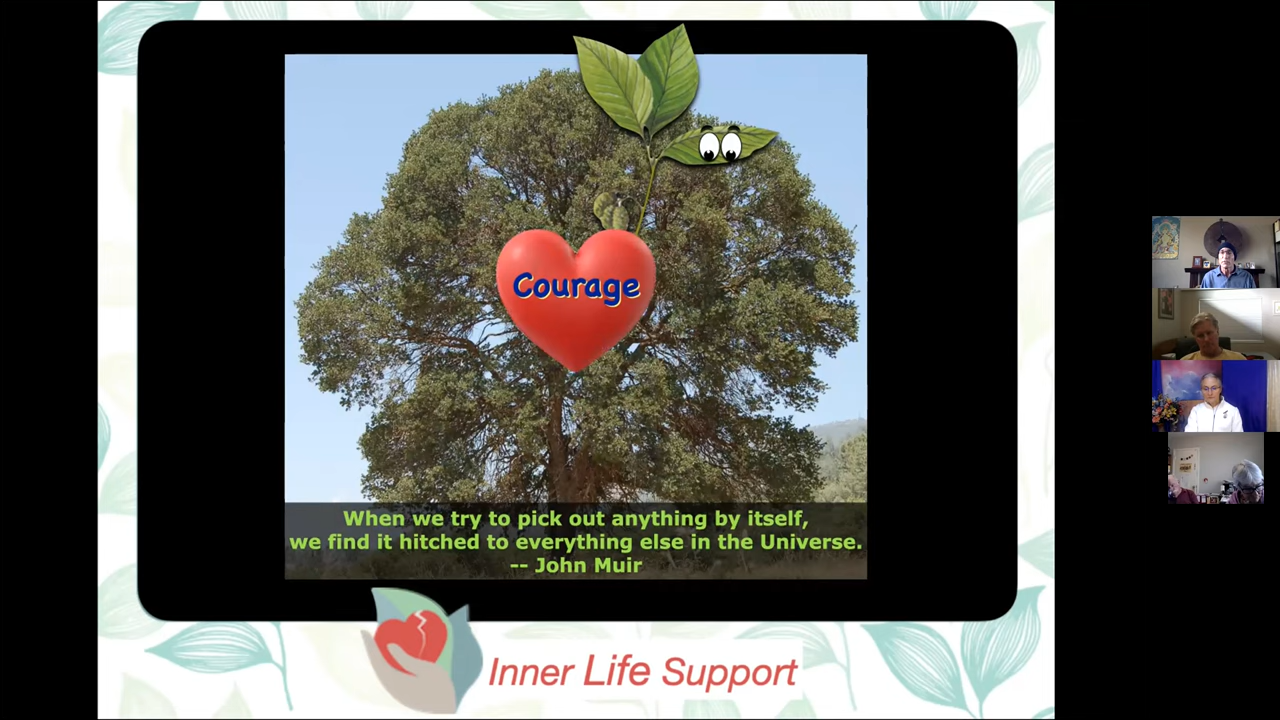 Courage
When we try to pick out anything by itself,
we find it hitched to everything else in the Universe.
-- John Muir
Inner Life Support